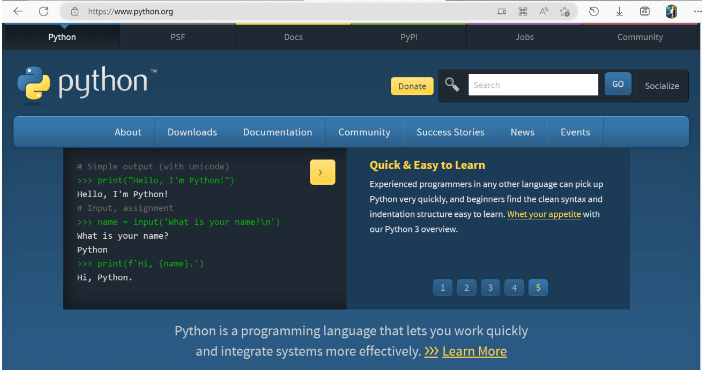 https://www.python.org
Python PSF Docs PyPI Jobs Community
python™
Donate Search GO Socialize
About Downloads Documentation Community Success Stories News Events
# Simple output (with Unicode)
>>> print("Hello, I'm Python!")
Hello, I'm Python!
# Input, assignment
>>> name = input('What is your name?\n')
What is your name?
Python
>>> print(f'Hi, {name}.')
Hi, Python.
>_
Quick & Easy to Learn
Experienced programmers in any other language can pick up
Python very quickly, and beginners find the clean syntax and
indentation structure easy to learn. Whet your appetite with
our Python 3 overview.
1 2 3 4 5
Python is a programming language that lets you work quickly
and integrate systems more effectively. >>> Learn More